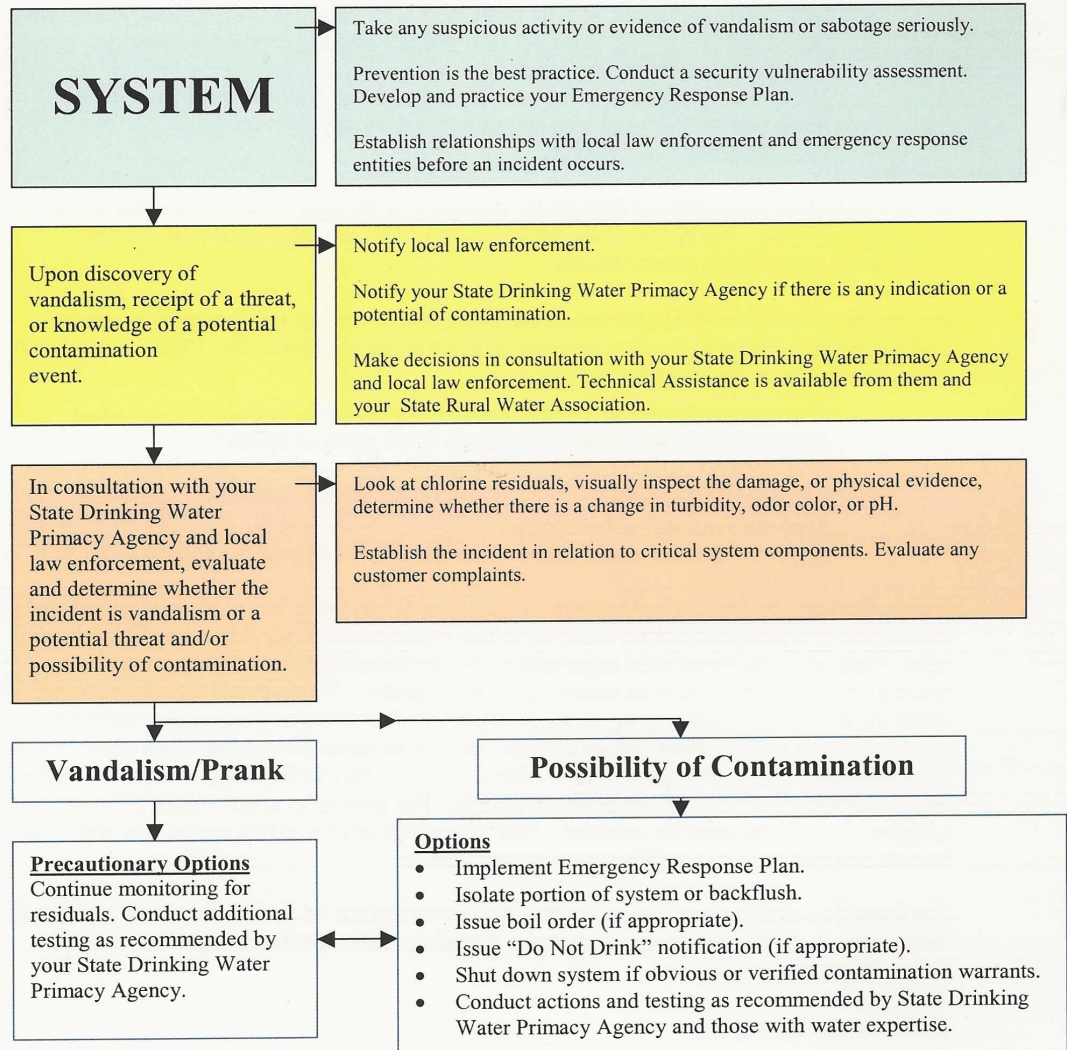 SYSTEM
Take any suspicious activity or evidence of vandalism or sabotage seriously.
Prevention is the best practice. Conduct a security vulnerability assessment.
Develop and practice your Emergency Response Plan.
Establish relationships with local law enforcement and emergency response
entities before an incident occurs.
Upon discovery of
vandalism, receipt of a threat,
or knowledge of a potential
contamination
event.
Notify local law enforcement.
Notify your State Drinking Water Primacy Agency if there is any indication or a
potential of contamination.
Make decisions in consultation with your State Drinking Water Primacy Agency
and local law enforcement. Technical Assistance is available from them and
your State Rural Water Association.
In consultation with your
State Drinking Water
Primacy Agency and local
law enforcement, evaluate
and determine whether the
incident is vandalism or a
potential threat and/or
possibility of contamination.
Look at chlorine residuals, visually inspect the damage, or physical evidence,
determine whether there is a change in turbidity, odor color, or pH.
Establish the incident in relation to critical system components. Evaluate any
customer complaints.
Vandalism/Prank
Possibility of Contamination
Precautionary Options
Continue monitoring for
residuals. Conduct additional
testing as recommended by
your State Drinking Water
Primacy Agency.
Options
• Implement Emergency Response Plan.
• Isolate portion of system or backflush.
• Issue boil order (if appropriate).
• Issue “Do Not Drink” notification (if appropriate).
• Shut down system if obvious or verified contamination warrants.
• Conduct actions and testing as recommended by State Drinking
Water Primacy Agency and those with water expertise.